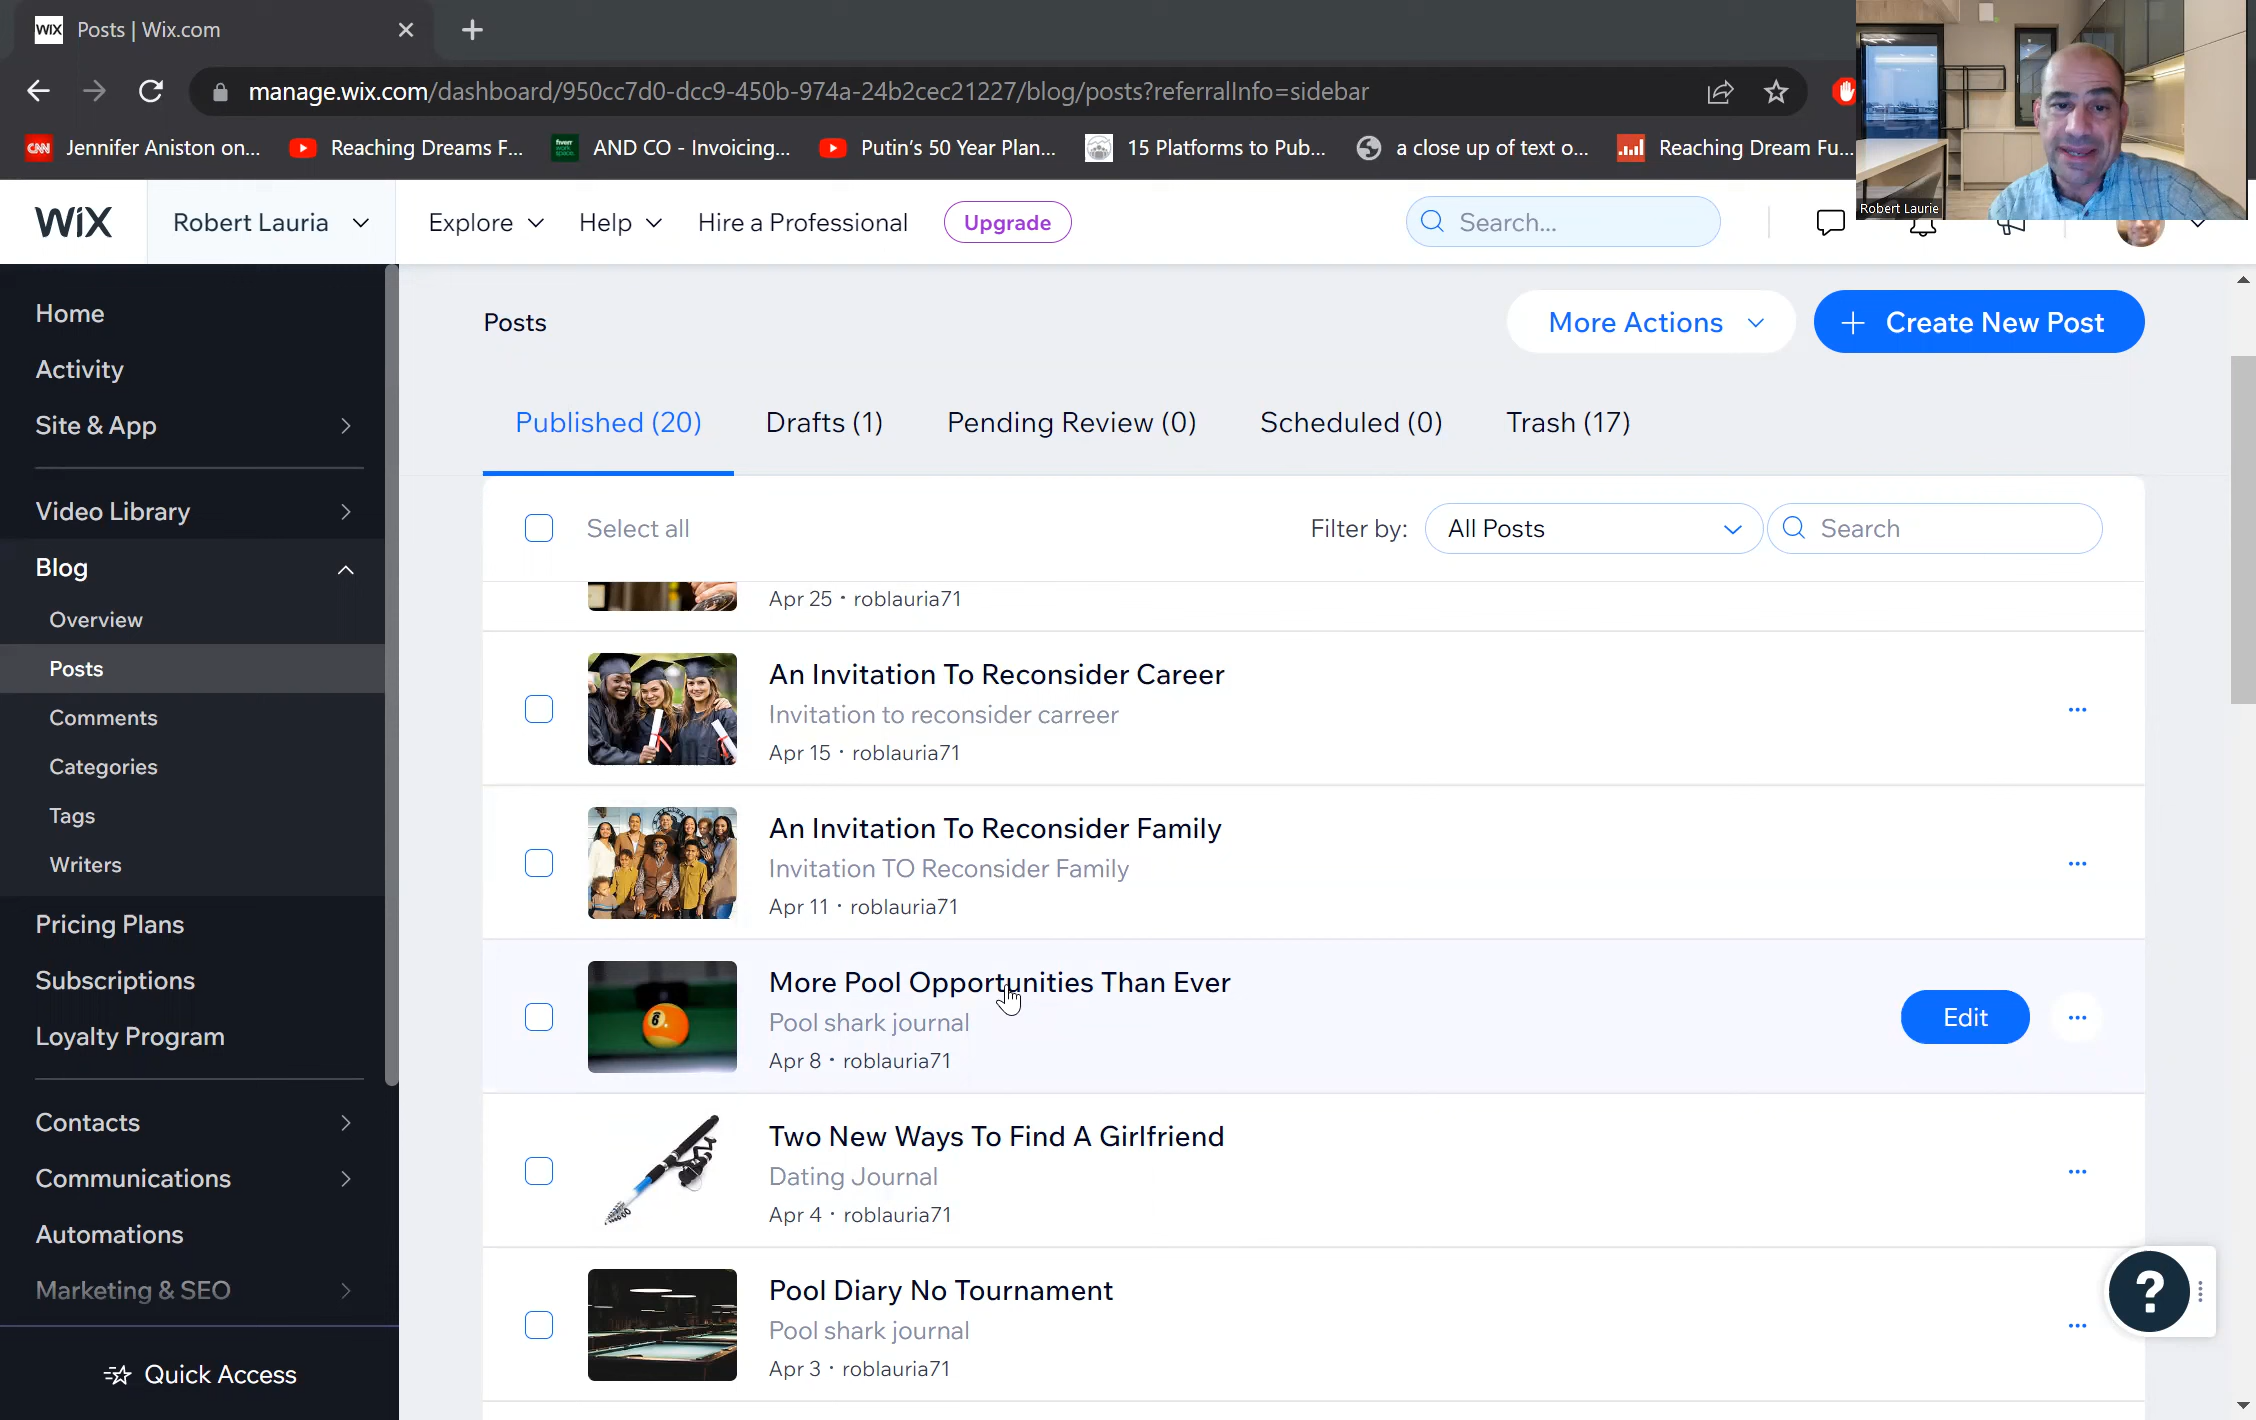 WiX Posts | Wix.com
manage.wix.com/dashboard/950cc7d0-dcc9-450b-974a-24b2cec21227/blog/posts?referralInfo=sidebar
CNN Jennifer Aniston on... Reaching Dreams F... fiverr AND CO - Invoicing... Putin's 50 Year Plan... 15 Platforms to Pub... a close up of text o... Reaching Dream Fu...
Robert Laurie
WiX Robert Lauria Explore Help Hire a Professional Upgrade Search...
Home
Activity
Site & App
Video Library
Blog
Overview
Posts
Comments
Categories
Tags
Writers
Pricing Plans
Subscriptions
Loyalty Program
Contacts
Communications
Automations
Marketing & SEO
Quick Access
Posts More Actions + Create New Post
Published (20) Drafts (1) Pending Review (0) Scheduled (0) Trash (17)
Select all Filter by: All Posts Search
Apr 25 · roblauria71
An Invitation To Reconsider Career
Invitation to reconsider carreer
Apr 15 · roblauria71
An Invitation To Reconsider Family
Invitation TO Reconsider Family
Apr 11 · roblauria71
6
More Pool Opportunities Than Ever
Pool shark journal
Apr 8 · roblauria71
Edit
Two New Ways To Find A Girlfriend
Dating Journal
Apr 4 · roblauria71
Pool Diary No Tournament
Pool shark journal
Apr 3 · roblauria71
?